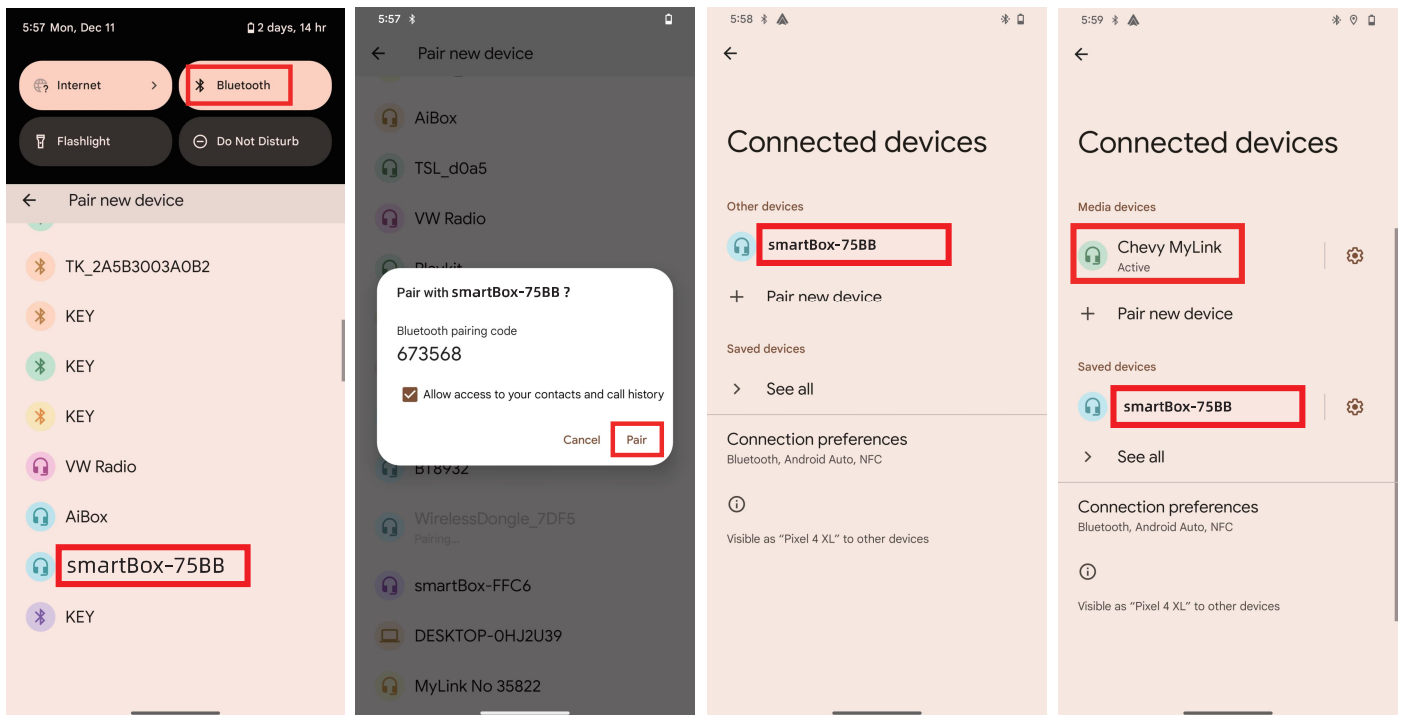 5:57 Mon, Dec 11
2 days, 14 hr
Internet
Bluetooth
Flashlight
Do Not Disturb
Pair new device
TK_2A5B3003A0B2
KEY
KEY
KEY
VW Radio
AiBox
smartBox-75BB
KEY
5:57
Pair new device
AiBox
TSL_d0a5
VW Radio
Playkit
Pair with smartBox-75BB ?
Bluetooth pairing code
673568
Allow access to your contacts and call history
Cancel
Pair
BT8932
WirelessDongle_7DF5
Pairing...
smartBox-FFC6
DESKTOP-0HJ2U39
MyLink No 35822
5:58
Connected devices
Other devices
smartBox-75BB
Pair new device
Saved devices
See all
Connection preferences
Bluetooth, Android Auto, NFC
Visible as "Pixel 4 XL" to other devices
5:59
Connected devices
Media devices
Chevy MyLink
Active
Pair new device
Saved devices
smartBox-75BB
See all
Connection preferences
Bluetooth, Android Auto, NFC
Visible as "Pixel 4 XL" to other devices